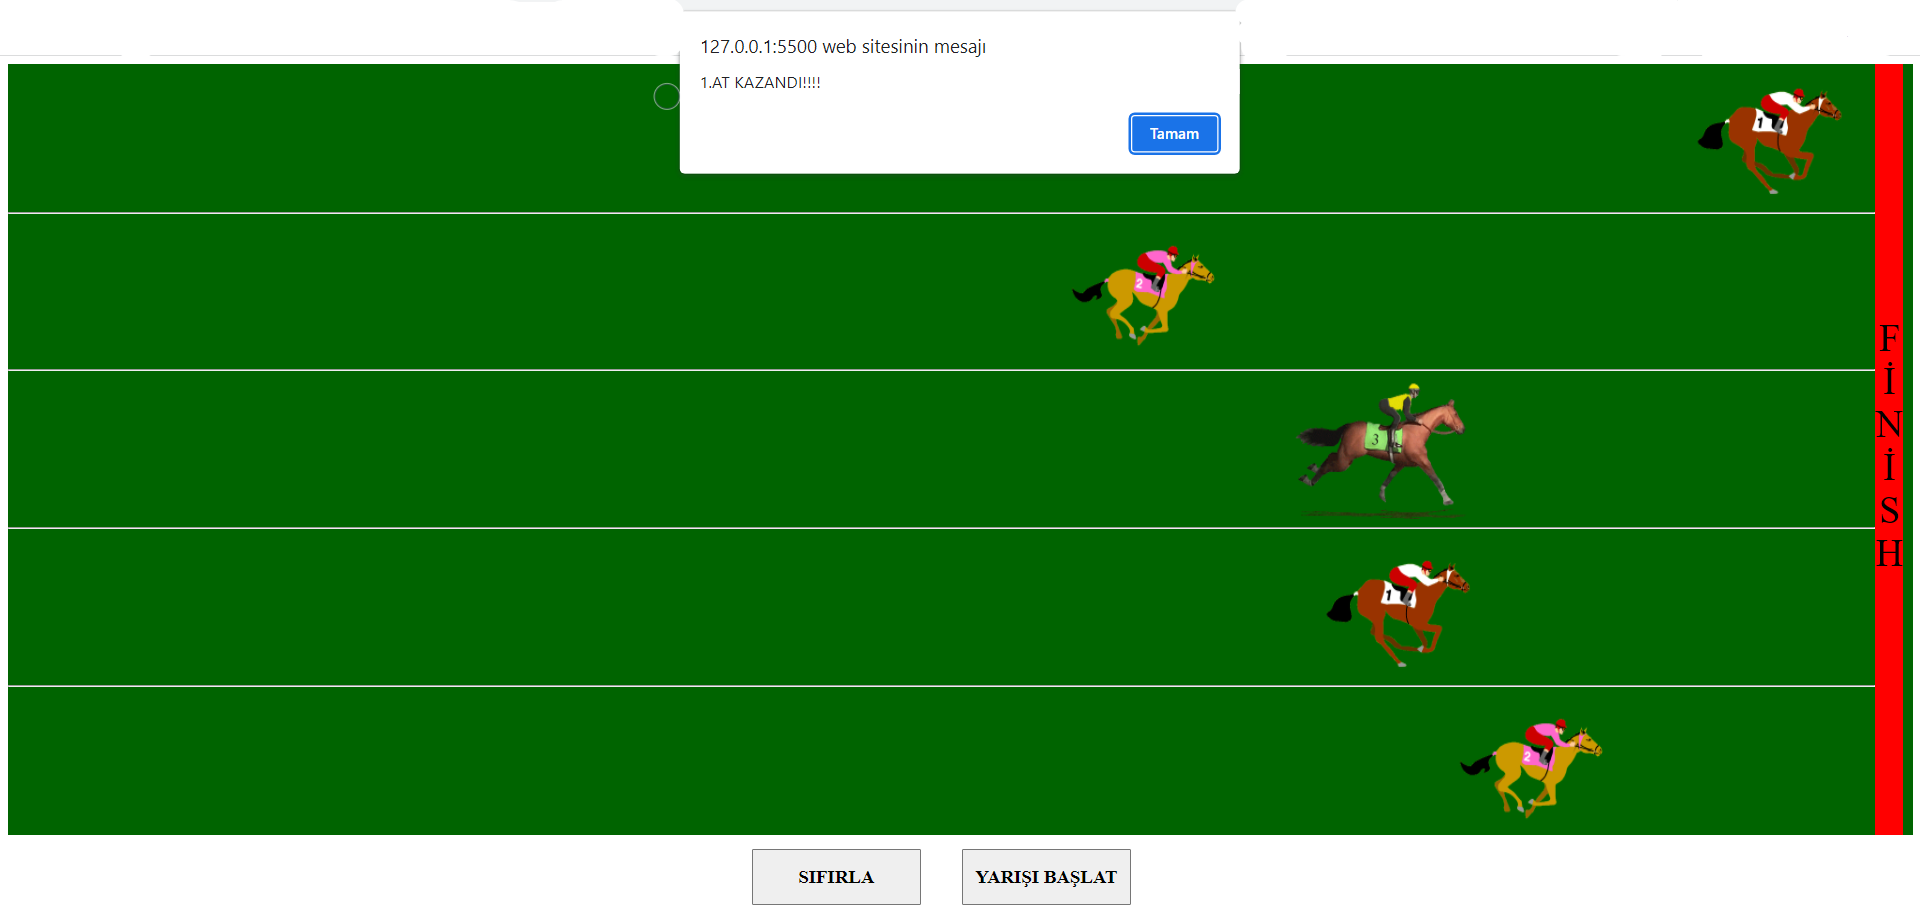 127.0.0.1:5500 web sitesinin mesajı
1.AT KAZANDI!!!!
Tamam
1
2
3
1
2
F
İ
N
İ
S
H
SIFIRLA
YARIŞI BAŞLAT